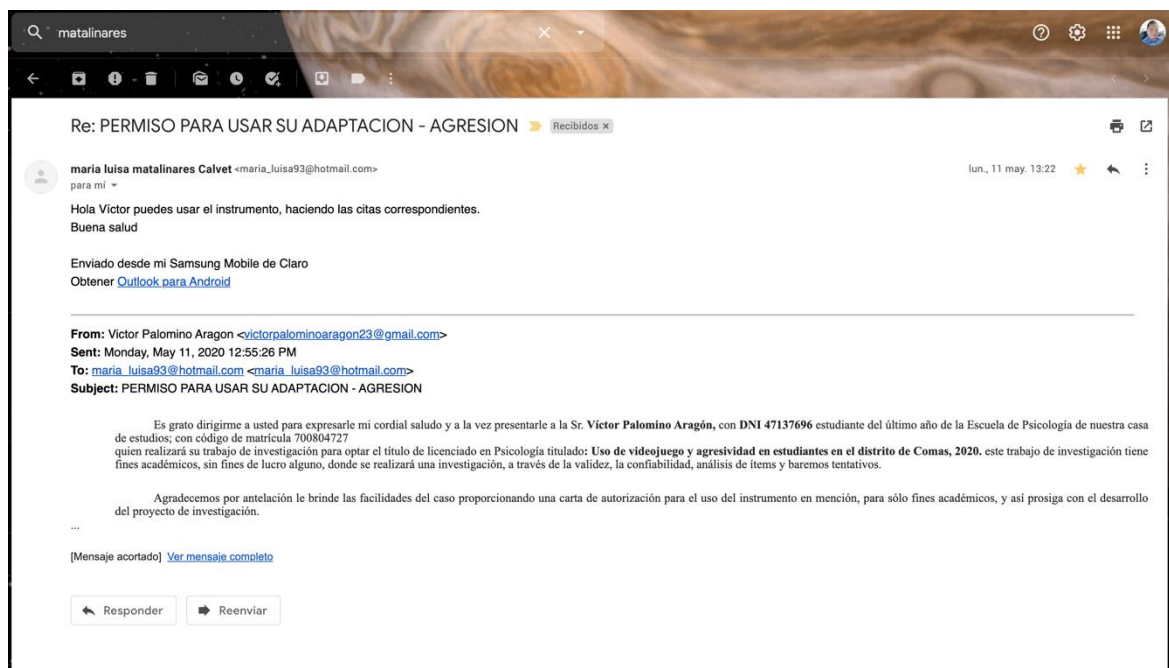 matalinares
Re: PERMISO PARA USAR SU ADAPTACION - AGRESION Recibidos ×
maria luisa matalinares Calvet <maria_luisa93@hotmail.com> lun., 11 may. 13:22
para mí
Hola Víctor puedes usar el instrumento, haciendo las citas correspondientes.
Buena salud
Enviado desde mi Samsung Mobile de Claro
Obtener Outlook para Android
From: Victor Palomino Aragon <victorpalominoaragon23@gmail.com>
Sent: Monday, May 11, 2020 12:55:26 PM
To: maria_luisa93@hotmail.com <maria_luisa93@hotmail.com>
Subject: PERMISO PARA USAR SU ADAPTACION - AGRESION
Es grato dirigirme a usted para expresarle mi cordial saludo y a la vez presentarle a la Sr. Víctor Palomino Aragón, con DNI 47137696 estudiante del último año de la Escuela de Psicología de nuestra casa
de estudios; con código de matrícula 700804727
quien realizará su trabajo de investigación para optar el título de licenciado en Psicología titulado: Uso de videojuego y agresividad en estudiantes en el distrito de Comas, 2020. este trabajo de investigación tiene
fines académicos, sin fines de lucro alguno, donde se realizará una investigación, a través de la validez, la confiabilidad, análisis de ítems y baremos tentativos.
Agradecemos por antelación le brinde las facilidades del caso proporcionando una carta de autorización para el uso del instrumento en mención, para sólo fines académicos, y así prosiga con el desarrollo
del proyecto de investigación.
...
[Mensaje acortado] Ver mensaje completo
Responder Reenviar